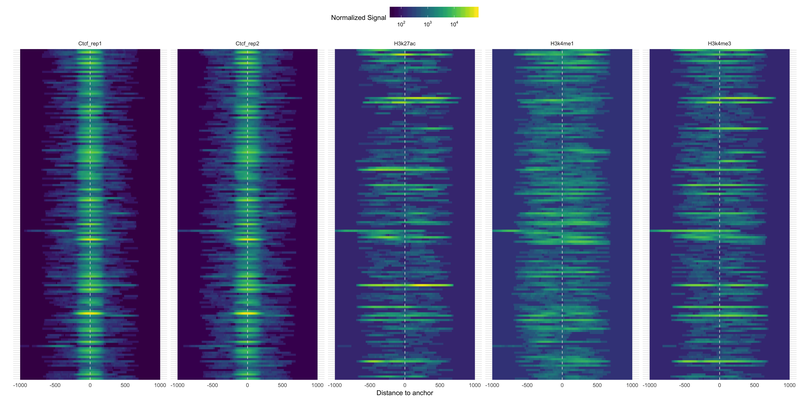 Normalized Signal
10² 10³ 10⁴
Ctcf_rep1 Ctcf_rep2 H3k27ac H3k4me1 H3k4me3
-1000 -500 0 500 1000 -1000 -500 0 500 1000 -1000 -500 0 500 1000 -1000 -500 0 500 1000 -1000 -500 0 500 1000
Distance to anchor